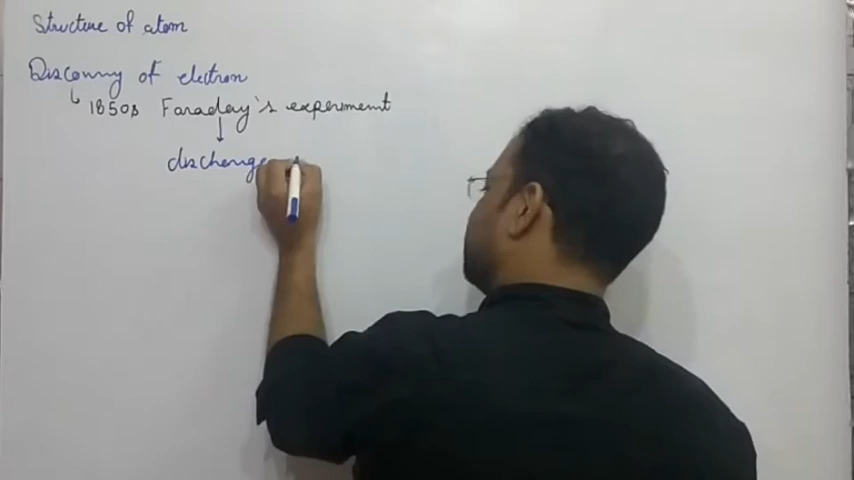 Structure of atom
Discovery of electron
1850s Faraday's experiment
discharge